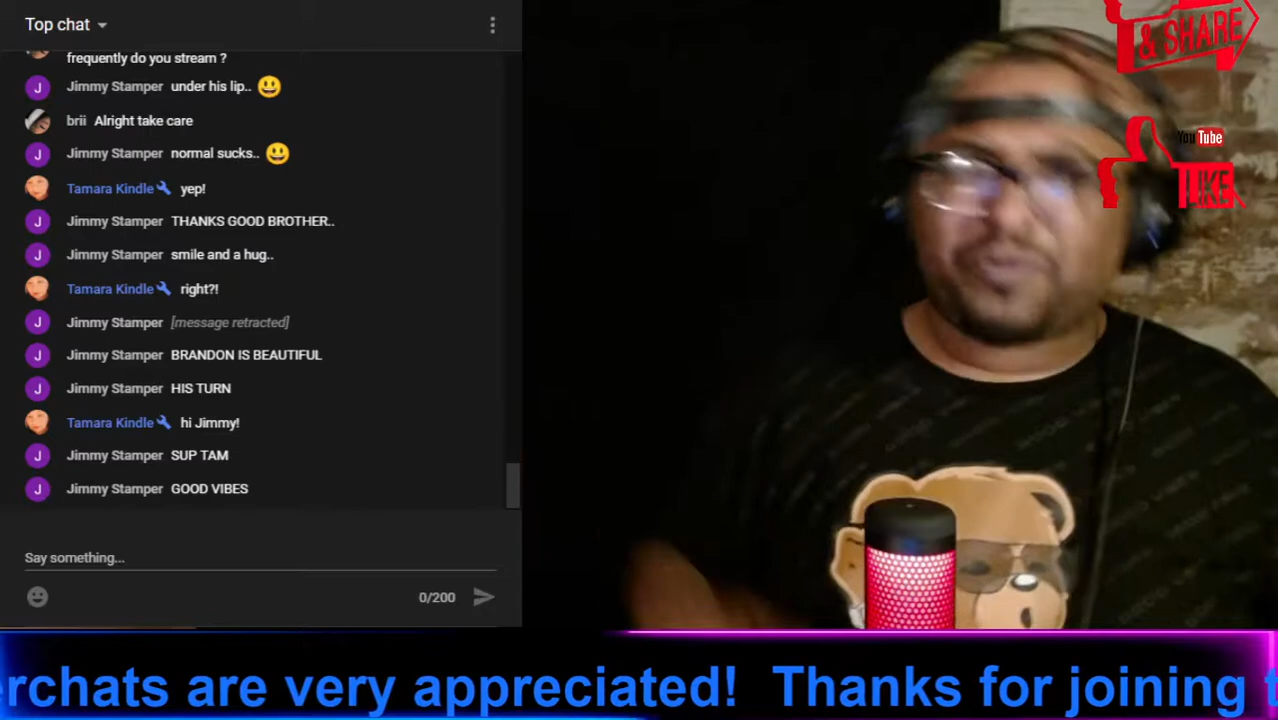 Top chat
frequently do you stream ?
Jimmy Stamper under his lip.. 😃
brii Alright take care
Jimmy Stamper normal sucks.. 😃
Tamara Kindle yep!
Jimmy Stamper THANKS GOOD BROTHER..
Jimmy Stamper smile and a hug..
Tamara Kindle right?!
Jimmy Stamper [message retracted]
Jimmy Stamper BRANDON IS BEAUTIFUL
Jimmy Stamper HIS TURN
Tamara Kindle hi Jimmy!
Jimmy Stamper SUP TAM
Jimmy Stamper GOOD VIBES
Say something...
0/200
& SHARE
YouTube
LIKE
rchats are very appreciated! Thanks for joining